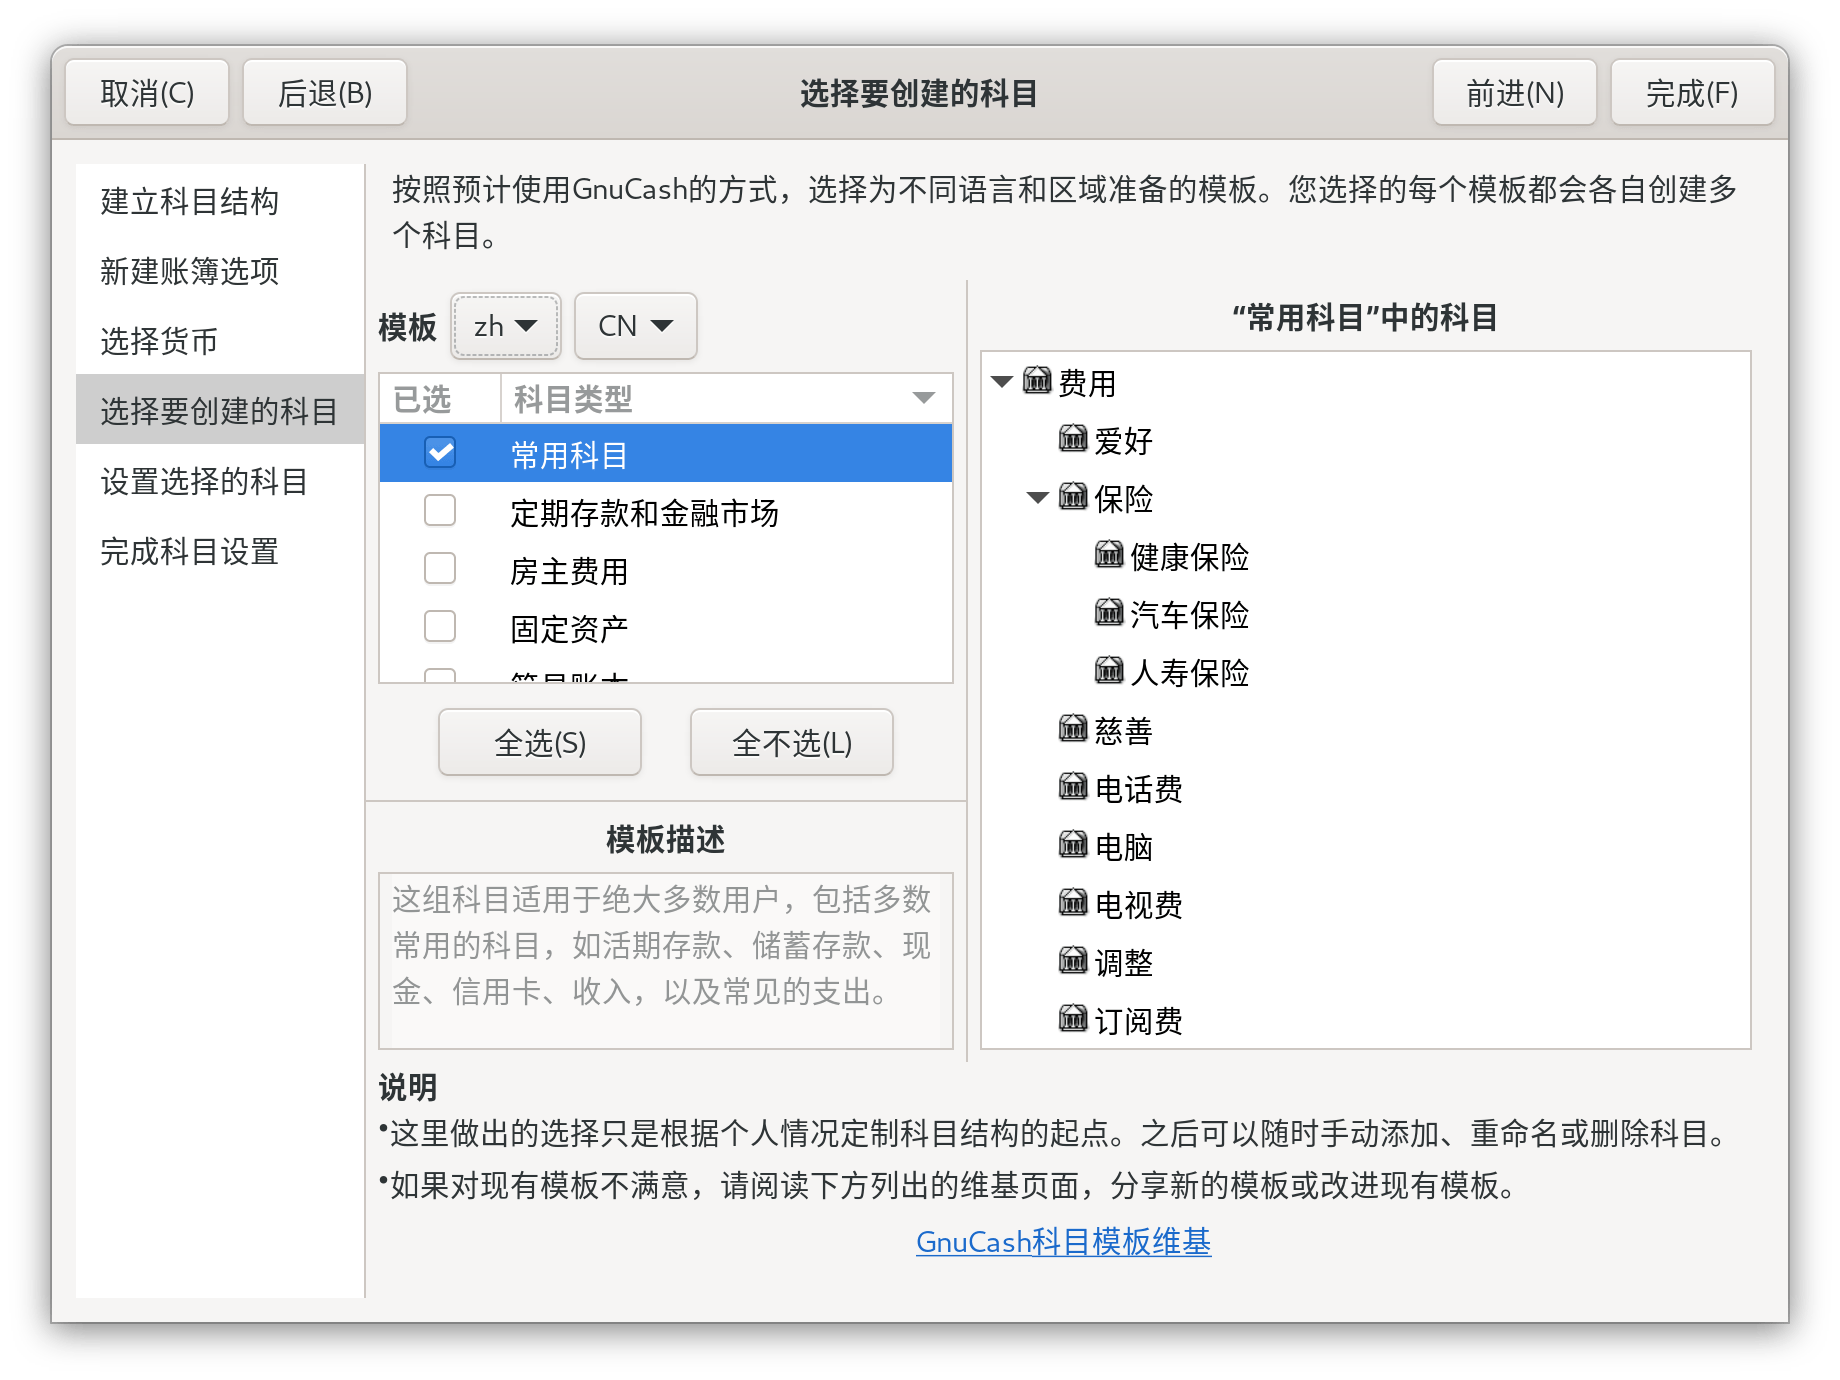 取消(C)
后退(B)
选择要创建的科目
前进(N)
完成(F)
建立科目结构
新建账簿选项
选择货币
选择要创建的科目
设置选择的科目
完成科目设置
按照预计使用GnuCash的方式，选择为不同语言和区域准备的模板。您选择的每个模板都会各自创建多
个科目。
模板
zh
CN
已选
科目类型
常用科目
定期存款和金融市场
房主费用
固定资产
全选(S)
全不选(L)
模板描述
这组科目适用于绝大多数用户，包括多数
常用的科目，如活期存款、储蓄存款、现
金、信用卡、收入，以及常见的支出。
“常用科目”中的科目
费用
爱好
保险
健康保险
汽车保险
人寿保险
慈善
电话费
电脑
电视费
调整
订阅费
说明
•这里做出的选择只是根据个人情况定制科目结构的起点。之后可以随时手动添加、重命名或删除科目。
•如果对现有模板不满意，请阅读下方列出的维基页面，分享新的模板或改进现有模板。
GnuCash科目模板维基